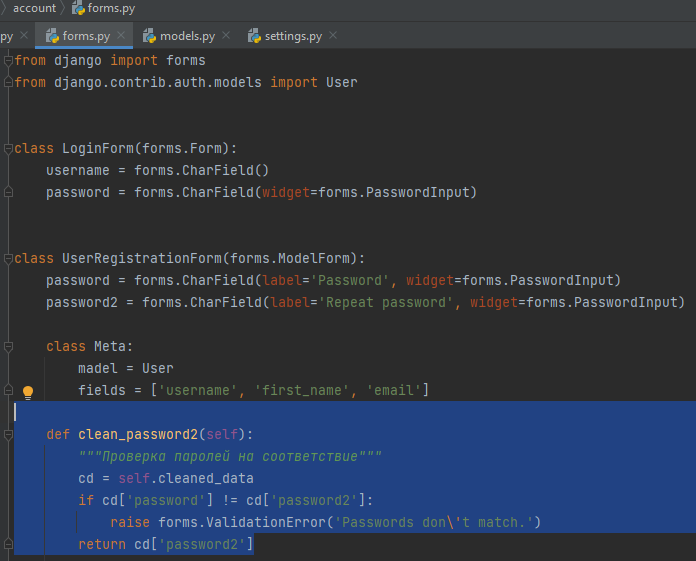 account forms.py
py forms.py models.py settings.py
from django import forms
from django.contrib.auth.models import User
class LoginForm(forms.Form):
    username = forms.CharField()
    password = forms.CharField(widget=forms.PasswordInput)
class UserRegistrationForm(forms.ModelForm):
    password = forms.CharField(label='Password', widget=forms.PasswordInput)
    password2 = forms.CharField(label='Repeat password', widget=forms.PasswordInput)
    class Meta:
        madel = User
        fields = ['username', 'first_name', 'email']
    def clean_password2(self):
        """Проверка паролей на соответствие"""
        cd = self.cleaned_data
        if cd['password'] != cd['password2']:
            raise forms.ValidationError('Passwords don\'t match.')
        return cd['password2']